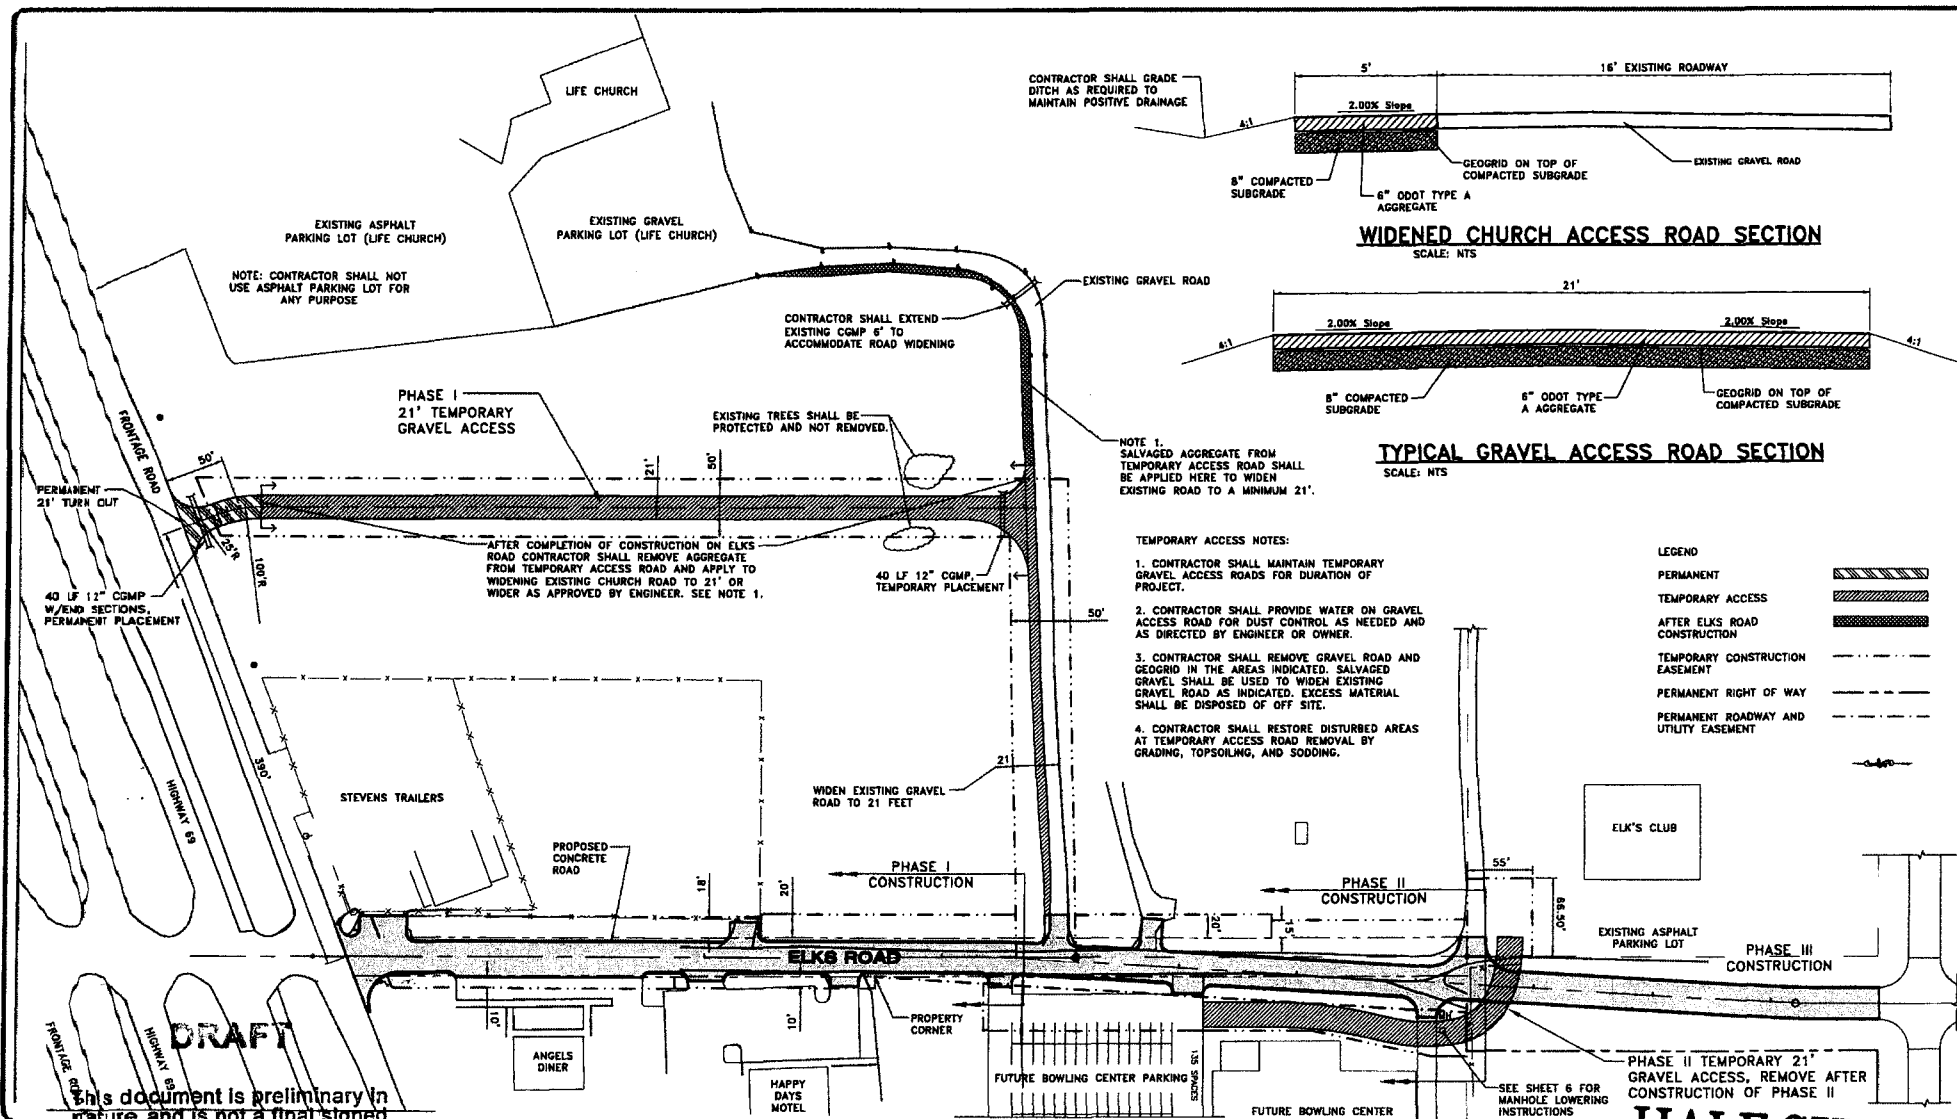 LIFE CHURCH
EXISTING ASPHALT
PARKING LOT (LIFE CHURCH)
NOTE: CONTRACTOR SHALL NOT
USE ASPHALT PARKING LOT FOR
ANY PURPOSE
EXISTING GRAVEL
PARKING LOT (LIFE CHURCH)
CONTRACTOR SHALL GRADE
DITCH AS REQUIRED TO
MAINTAIN POSITIVE DRAINAGE
5'
16' EXISTING ROADWAY
2.00% Slope
4:1
8" COMPACTED
SUBGRADE
6" ODOT TYPE A
AGGREGATE
GEOGRID ON TOP OF
COMPACTED SUBGRADE
EXISTING GRAVEL ROAD
WIDENED CHURCH ACCESS ROAD SECTION
SCALE: NTS
21'
2.00% Slope
2.00% Slope
4:1
4:1
8" COMPACTED
SUBGRADE
6" ODOT TYPE
A AGGREGATE
GEOGRID ON TOP OF
COMPACTED SUBGRADE
TYPICAL GRAVEL ACCESS ROAD SECTION
SCALE: NTS
EXISTING GRAVEL ROAD
CONTRACTOR SHALL EXTEND
EXISTING CGMP 6' TO
ACCOMMODATE ROAD WIDENING
PHASE I
21' TEMPORARY
GRAVEL ACCESS
EXISTING TREES SHALL BE
PROTECTED AND NOT REMOVED.
NOTE 1.
SALVAGED AGGREGATE FROM
TEMPORARY ACCESS ROAD SHALL
BE APPLIED HERE TO WIDEN
EXISTING ROAD TO A MINIMUM 21'.
FRONTAGE ROAD
50'
21'
50'
PERMANENT
21' TURN OUT
25'R
100'R
40 LF 12" CGMP
W/END SECTIONS,
PERMANENT PLACEMENT
AFTER COMPLETION OF CONSTRUCTION ON ELKS
ROAD CONTRACTOR SHALL REMOVE AGGREGATE
FROM TEMPORARY ACCESS ROAD AND APPLY TO
WIDENING EXISTING CHURCH ROAD TO 21' OR
WIDER AS APPROVED BY ENGINEER. SEE NOTE 1.
40 LF 12" CGMP,
TEMPORARY PLACEMENT
50'
TEMPORARY ACCESS NOTES:
1. CONTRACTOR SHALL MAINTAIN TEMPORARY
GRAVEL ACCESS ROADS FOR DURATION OF
PROJECT.
2. CONTRACTOR SHALL PROVIDE WATER ON GRAVEL
ACCESS ROAD FOR DUST CONTROL AS NEEDED AND
AS DIRECTED BY ENGINEER OR OWNER.
3. CONTRACTOR SHALL REMOVE GRAVEL ROAD AND
GEOGRID IN THE AREAS INDICATED. SALVAGED
GRAVEL SHALL BE USED TO WIDEN EXISTING
GRAVEL ROAD AS INDICATED. EXCESS MATERIAL
SHALL BE DISPOSED OF OFF SITE.
4. CONTRACTOR SHALL RESTORE DISTURBED AREAS
AT TEMPORARY ACCESS ROAD REMOVAL BY
GRADING, TOPSOILING, AND SODDING.
LEGEND
PERMANENT
TEMPORARY ACCESS
AFTER ELKS ROAD
CONSTRUCTION
TEMPORARY CONSTRUCTION
EASEMENT
PERMANENT RIGHT OF WAY
PERMANENT ROADWAY AND
UTILITY EASEMENT
390'
HIGHWAY 69
STEVENS TRAILERS
21'
WIDEN EXISTING GRAVEL
ROAD TO 21 FEET
PROPOSED
CONCRETE
ROAD
18'
20'
PHASE I
CONSTRUCTION
PHASE II
CONSTRUCTION
ELK'S CLUB
55'
66.50'
20'
15'
EXISTING ASPHALT
PARKING LOT
PHASE III
CONSTRUCTION
ELKS ROAD
10'
10'
PROPERTY
CORNER
MH
DRAFT
FRONTAGE
HIGHWAY 69
This document is preliminary in
nature and is not a final signed
ANGELS
DINER
HAPPY
DAYS
MOTEL
FUTURE BOWLING CENTER PARKING
135 SPACES
FUTURE BOWLING CENTER
SEE SHEET 6 FOR
MANHOLE LOWERING
INSTRUCTIONS
PHASE II TEMPORARY 21'
GRAVEL ACCESS, REMOVE AFTER
CONSTRUCTION OF PHASE II